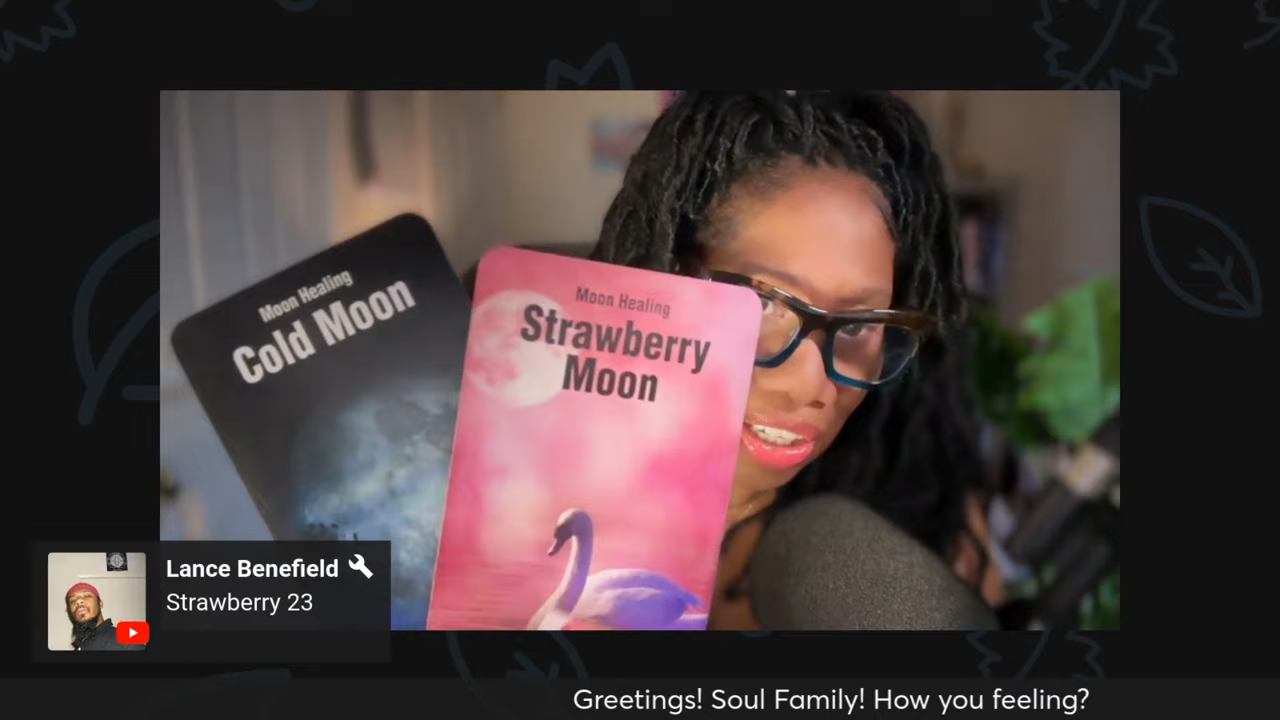 Moon Healing
Cold Moon
Moon Healing
Strawberry
Moon
Lance Benefield
Strawberry 23
Greetings! Soul Family! How you feeling?